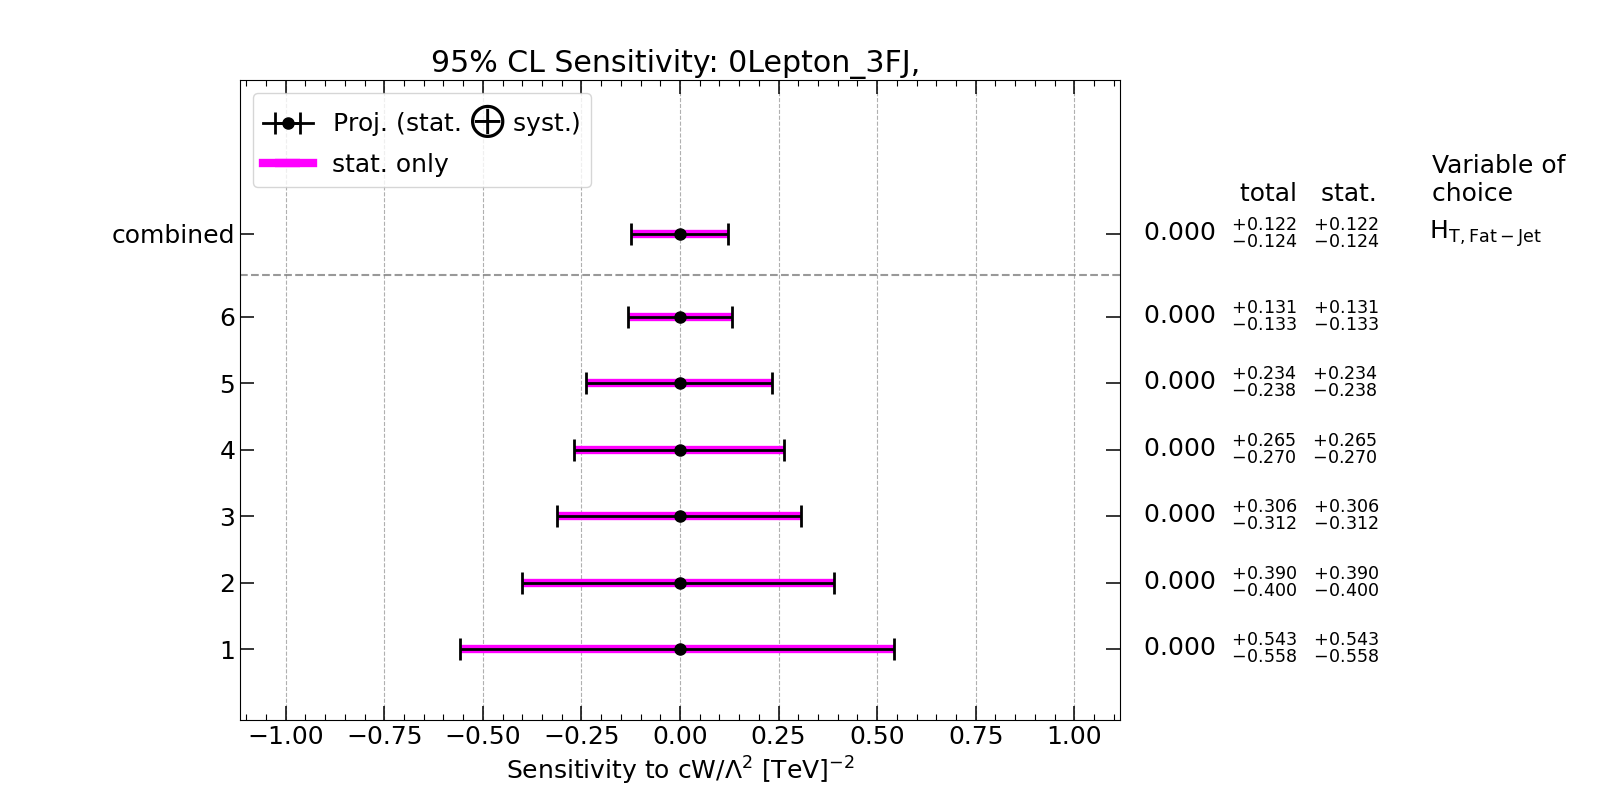 95% CL Sensitivity: 0Lepton_3FJ,
Proj. (stat. ⊕ syst.)
stat. only
total stat. Variable of choice
combined 0.000 +0.122 −0.124 +0.122 −0.124 H_{T, Fat−Jet}
6 0.000 +0.131 −0.133 +0.131 −0.133
5 0.000 +0.234 −0.238 +0.234 −0.238
4 0.000 +0.265 −0.270 +0.265 −0.270
3 0.000 +0.306 −0.312 +0.306 −0.312
2 0.000 +0.390 −0.400 +0.390 −0.400
1 0.000 +0.543 −0.558 +0.543 −0.558
−1.00 −0.75 −0.50 −0.25 0.00 0.25 0.50 0.75 1.00
Sensitivity to cW/Λ² [TeV]⁻²